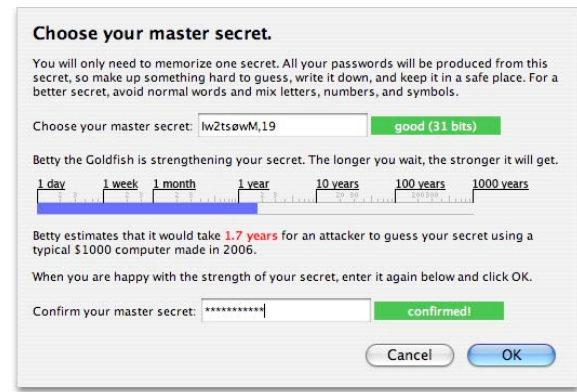 Choose your master secret.
You will only need to memorize one secret. All your passwords will be produced from this
secret, so make up something hard to guess, write it down, and keep it in a safe place. For a
better secret, avoid normal words and mix letters, numbers, and symbols.
Choose your master secret: Iw2tsøwM,19 good (31 bits)
Betty the Goldfish is strengthening your secret. The longer you wait, the stronger it will get.
1 day 1 week 1 month 1 year 10 years 100 years 1000 years
Betty estimates that it would take 1.7 years for an attacker to guess your secret using a
typical $1000 computer made in 2006.
When you are happy with the strength of your secret, enter it again below and click OK.
Confirm your master secret: *********** confirmed!
Cancel OK